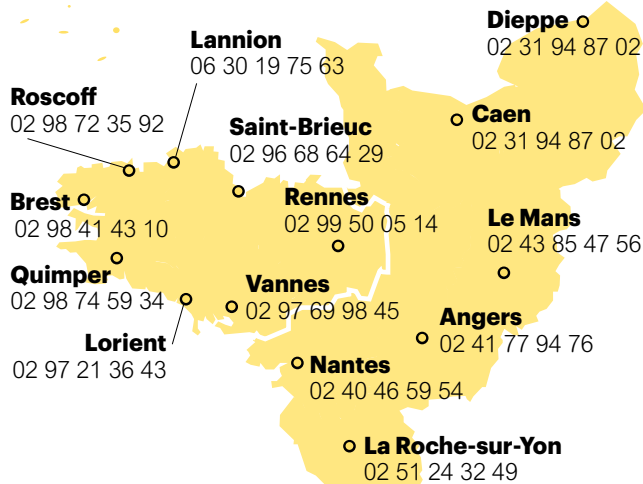 Dieppe
02 31 94 87 02
Lannion
06 30 19 75 63
Roscoff
02 98 72 35 92
Saint-Brieuc
02 96 68 64 29
Caen
02 31 94 87 02
Brest
02 98 41 43 10
Rennes
02 99 50 05 14
Le Mans
02 43 85 47 56
Quimper
02 98 74 59 34
Vannes
02 97 69 98 45
Lorient
02 97 21 36 43
Angers
02 41 77 94 76
Nantes
02 40 46 59 54
La Roche-sur-Yon
02 51 24 32 49